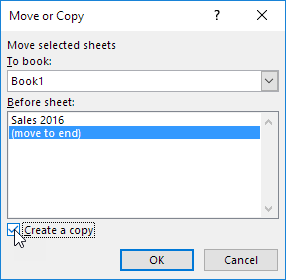 Move or Copy
Move selected sheets
To book:
Book1
Before sheet:
Sales 2016
(move to end)
Create a copy
OK
Cancel